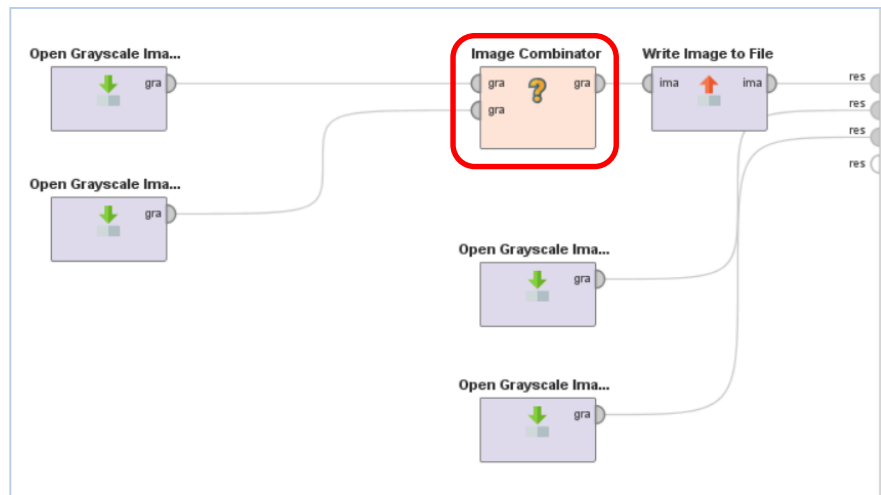 Open Grayscale Ima...
gra
Image Combinator
gra
gra
gra
?
Write Image to File
ima
ima
res
res
res
res
Open Grayscale Ima...
gra
Open Grayscale Ima...
gra
Open Grayscale Ima...
gra